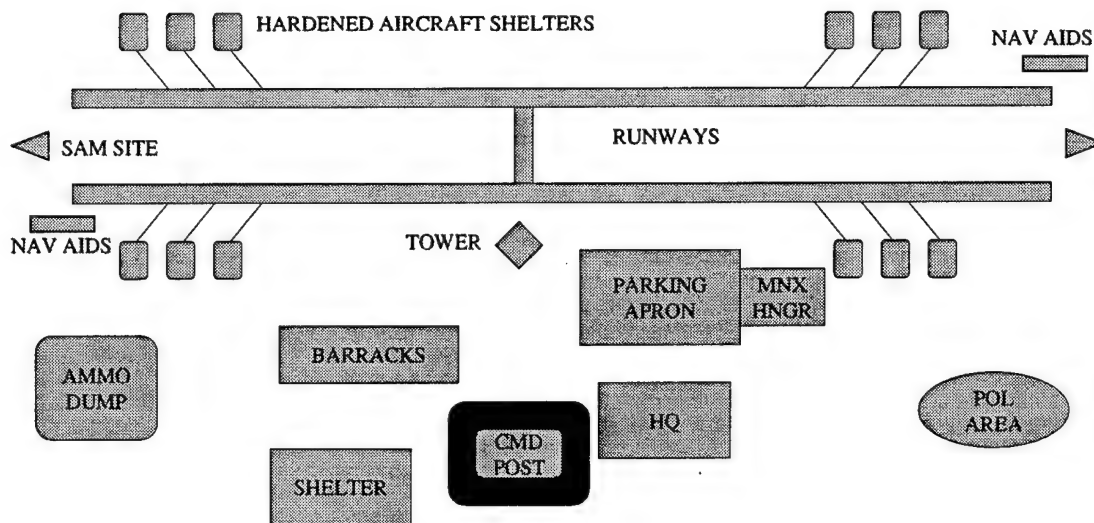 HARDENED AIRCRAFT SHELTERS
NAV AIDS
SAM SITE
RUNWAYS
NAV AIDS
TOWER
PARKING
APRON
MNX
HNGR
BARRACKS
AMMO
DUMP
HQ
POL
AREA
CMD
POST
SHELTER